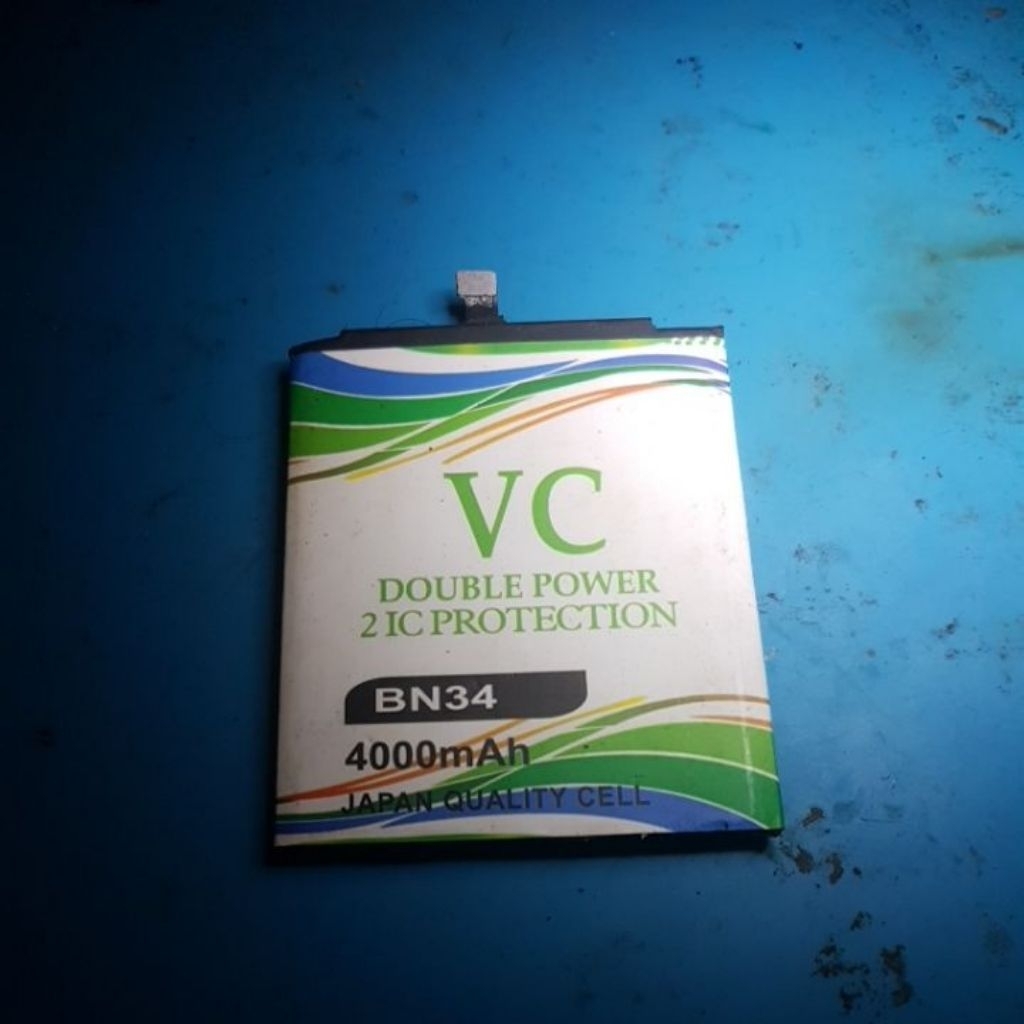 VC
DOUBLE POWER
2 IC PROTECTION
BN34
4000mAh
JAPAN QUALITY CELL